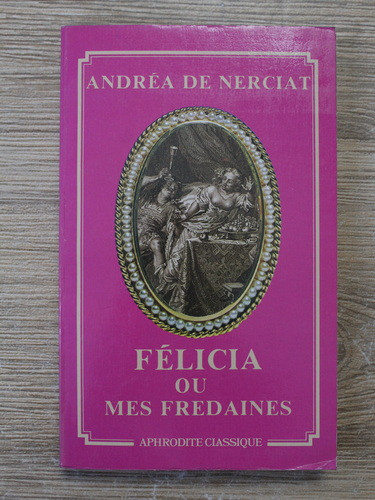 ANDRÉA DE NERCIAT
FÉLICIA
OU
MES FREDAINES
APHRODITE CLASSIQUE